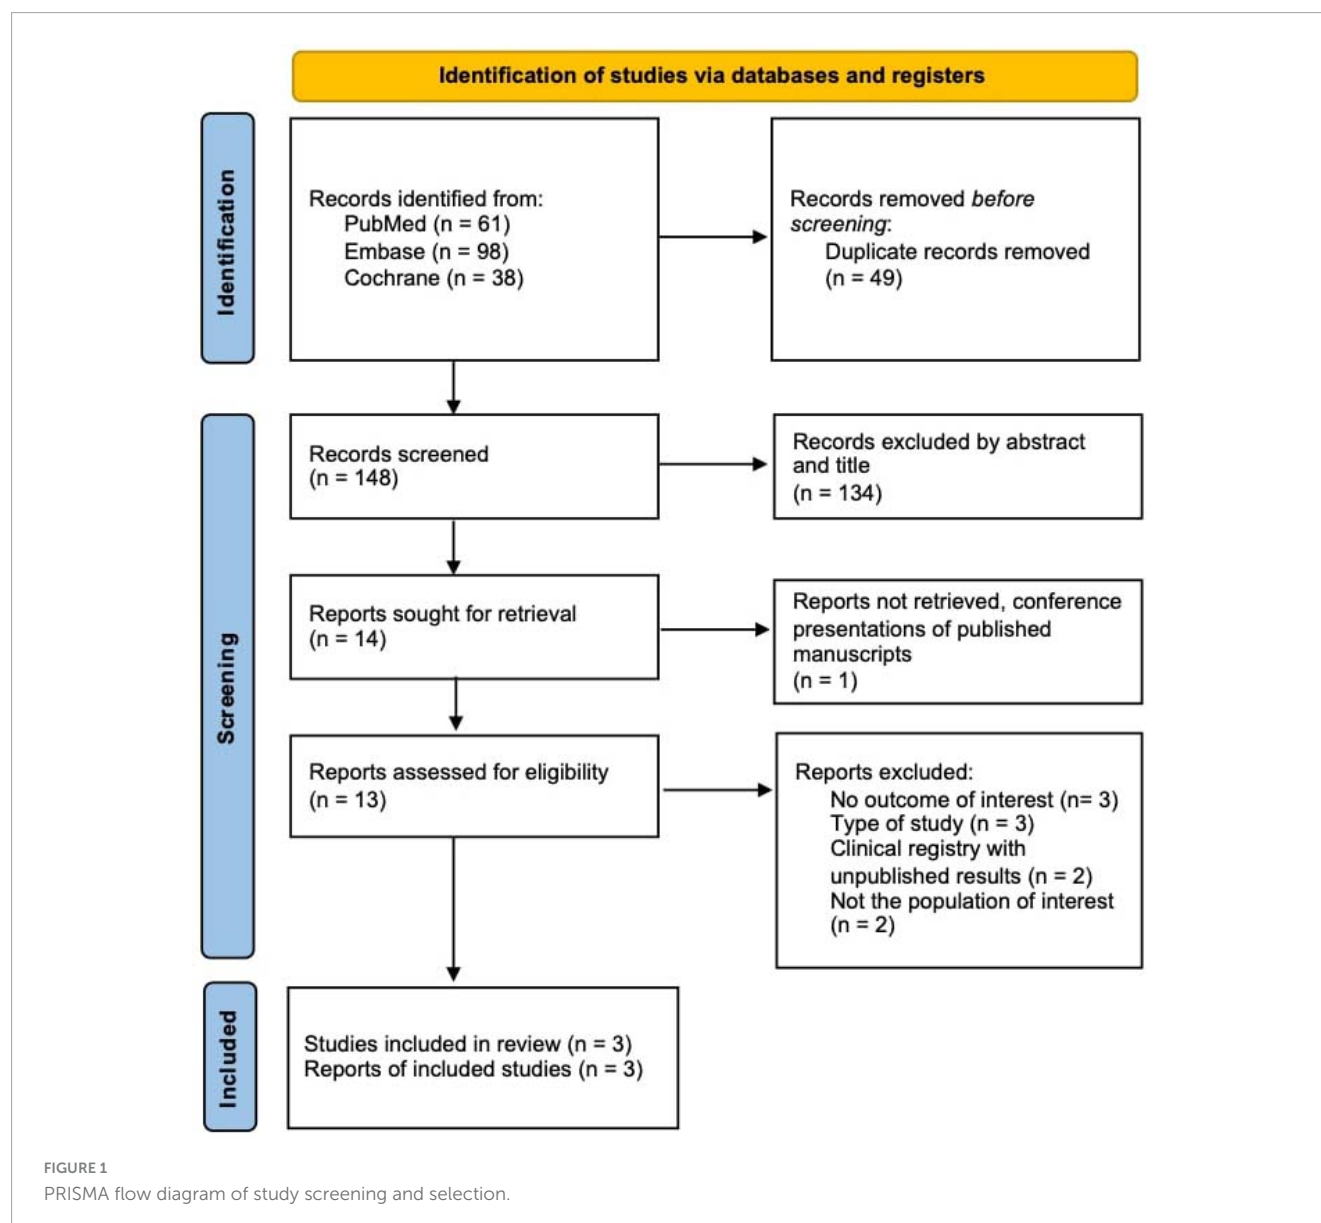 Identification of studies via databases and registers
Identification
Records identified from:
PubMed (n = 61)
Embase (n = 98)
Cochrane (n = 38)
Records removed before
screening:
Duplicate records removed
(n = 49)
Screening
Records screened
(n = 148)
Records excluded by abstract
and title
(n = 134)
Reports sought for retrieval
(n = 14)
Reports not retrieved, conference
presentations of published
manuscripts
(n = 1)
Reports assessed for eligibility
(n = 13)
Reports excluded:
No outcome of interest (n= 3)
Type of study (n = 3)
Clinical registry with
unpublished results (n = 2)
Not the population of interest
(n = 2)
Included
Studies included in review (n = 3)
Reports of included studies (n = 3)
FIGURE 1
PRISMA flow diagram of study screening and selection.